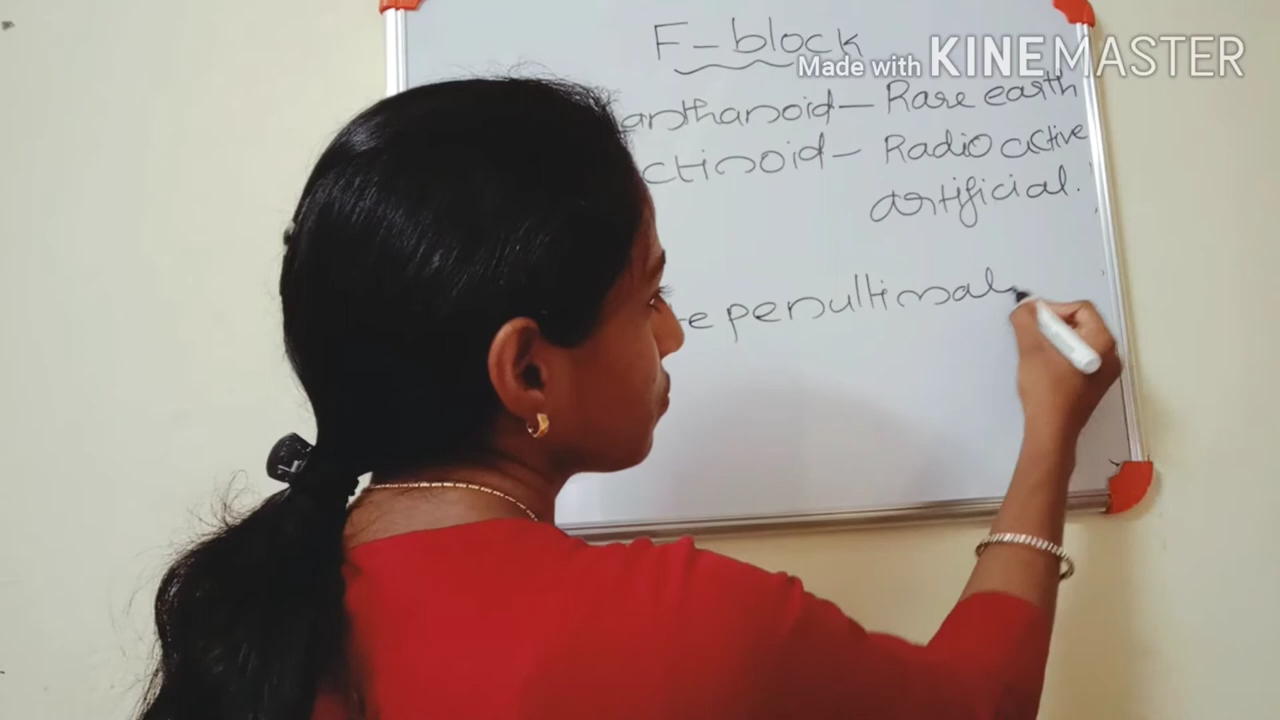 F - block
Made with KINEMASTER
anthanoid - Rare earth
ctinoid - Radio active
artificial.
e penultimal